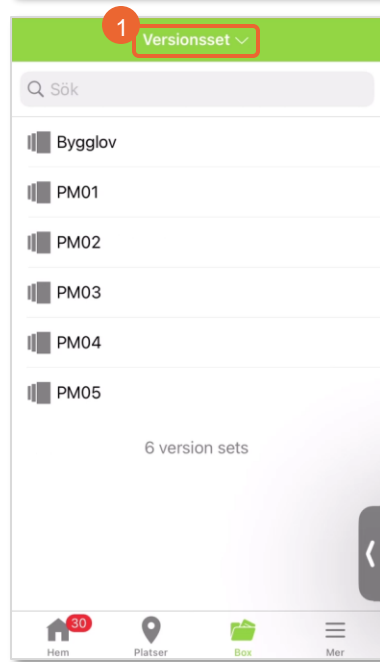 1
Versionsset
Sök
Bygglov
PM01
PM02
PM03
PM04
PM05
6 version sets
30
Hem Platser Box Mer